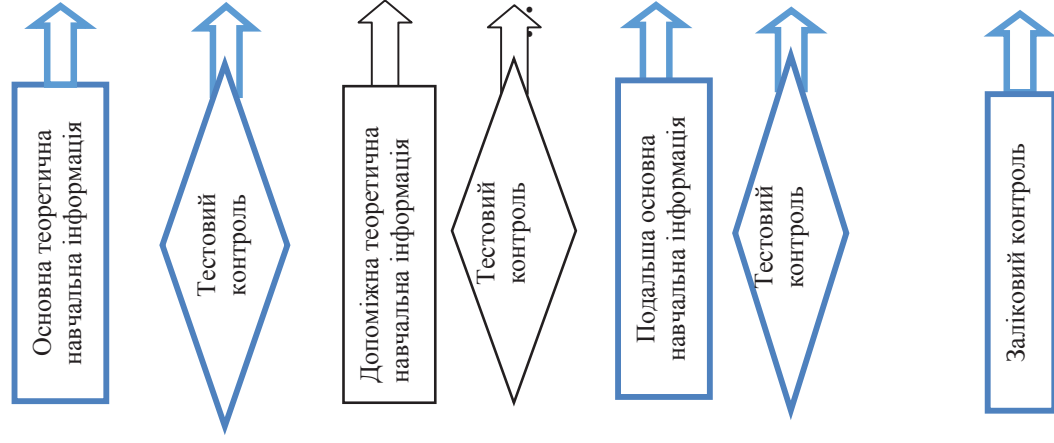 Основна теоретична
навчальна інформація
Тестовий
контроль
Допоміжна теоретична
навчальна інформація
Тестовий
контроль
Подальша основна
навчальна інформація
Тестовий
контроль
Заліковий контроль